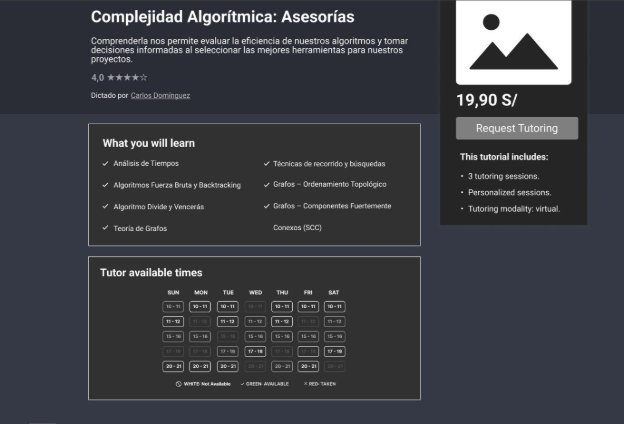 Complejidad Algorítmica: Asesorías
Comprenderla nos permite evaluar la eficiencia de nuestros algoritmos y tomar
decisiones informadas al seleccionar las mejores herramientas para nuestros
proyectos.
4,0 ★★★★☆
Dictado por Carlos Domínguez
19,90 S/
Request Tutoring
This tutorial includes:
• 3 tutoring sessions.
• Personalized sessions.
• Tutoring modality: virtual.
What you will learn
✓ Análisis de Tiempos
✓ Algoritmos Fuerza Bruta y Backtracking
✓ Algoritmo Divide y Vencerás
✓ Teoría de Grafos
✓ Técnicas de recorrido y búsquedas
✓ Grafos – Ordenamiento Topológico
✓ Grafos – Componentes Fuertemente
Conexos (SCC)
Tutor available times
SUN MON TUE WED THU FRI SAT
10 - 11 10 - 11 10 - 11 10 - 11 10 - 11 10 - 11 10 - 11
11 - 12 11 - 12 11 - 12 11 - 12 11 - 12 11 - 12 11 - 12
15 - 16 15 - 16 15 - 16 15 - 16 15 - 16 15 - 16 15 - 16
17 - 18 17 - 18 17 - 18 17 - 18 17 - 18 17 - 18 17 - 18
20 - 21 20 - 21 20 - 21 20 - 21 20 - 21 20 - 21 20 - 21
WHITE: Not Available ✓ GREEN: AVAILABLE ✕ RED: TAKEN